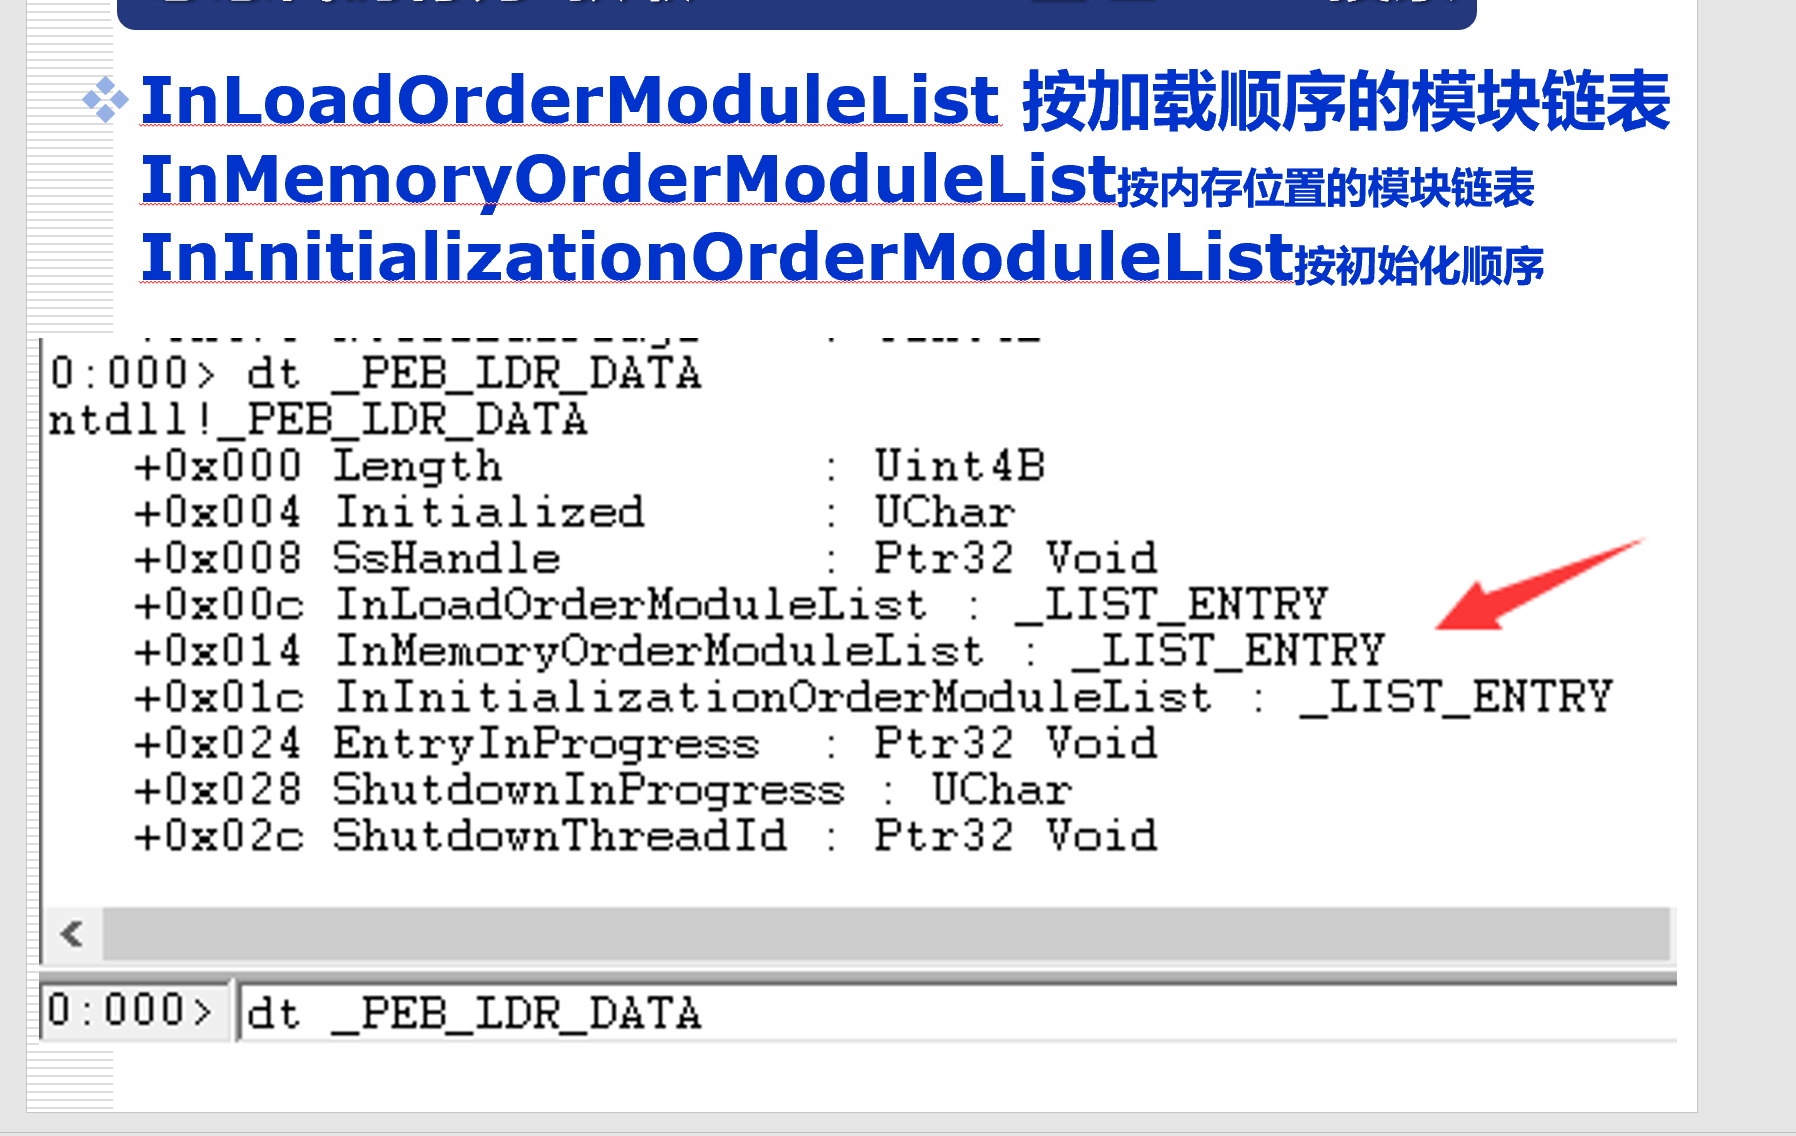 InLoadOrderModuleList 按加载顺序的模块链表
InMemoryOrderModuleList按内存位置的模块链表
InInitializationOrderModuleList按初始化顺序
0:000> dt _PEB_LDR_DATA
ntdll!_PEB_LDR_DATA
+0x000 Length : Uint4B
+0x004 Initialized : UChar
+0x008 SsHandle : Ptr32 Void
+0x00c InLoadOrderModuleList : _LIST_ENTRY
+0x014 InMemoryOrderModuleList : _LIST_ENTRY
+0x01c InInitializationOrderModuleList : _LIST_ENTRY
+0x024 EntryInProgress : Ptr32 Void
+0x028 ShutdownInProgress : UChar
+0x02c ShutdownThreadId : Ptr32 Void
0:000> dt _PEB_LDR_DATA